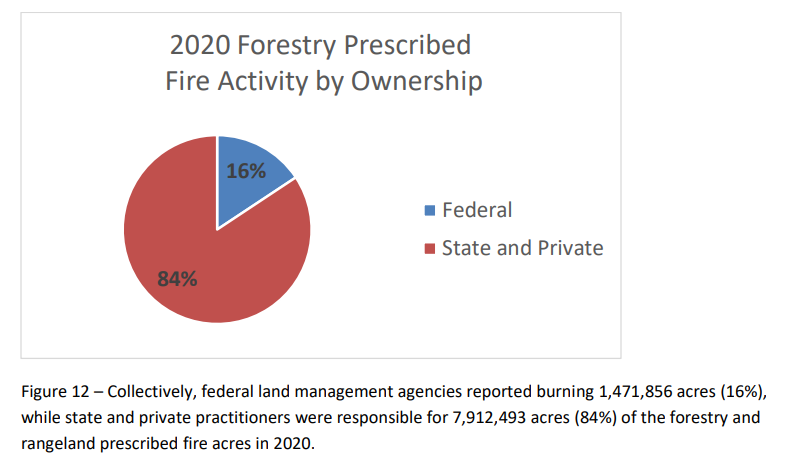 2020 Forestry Prescribed
Fire Activity by Ownership
16%
84%
Federal
State and Private
Figure 12 – Collectively, federal land management agencies reported burning 1,471,856 acres (16%),
while state and private practitioners were responsible for 7,912,493 acres (84%) of the forestry and
rangeland prescribed fire acres in 2020.